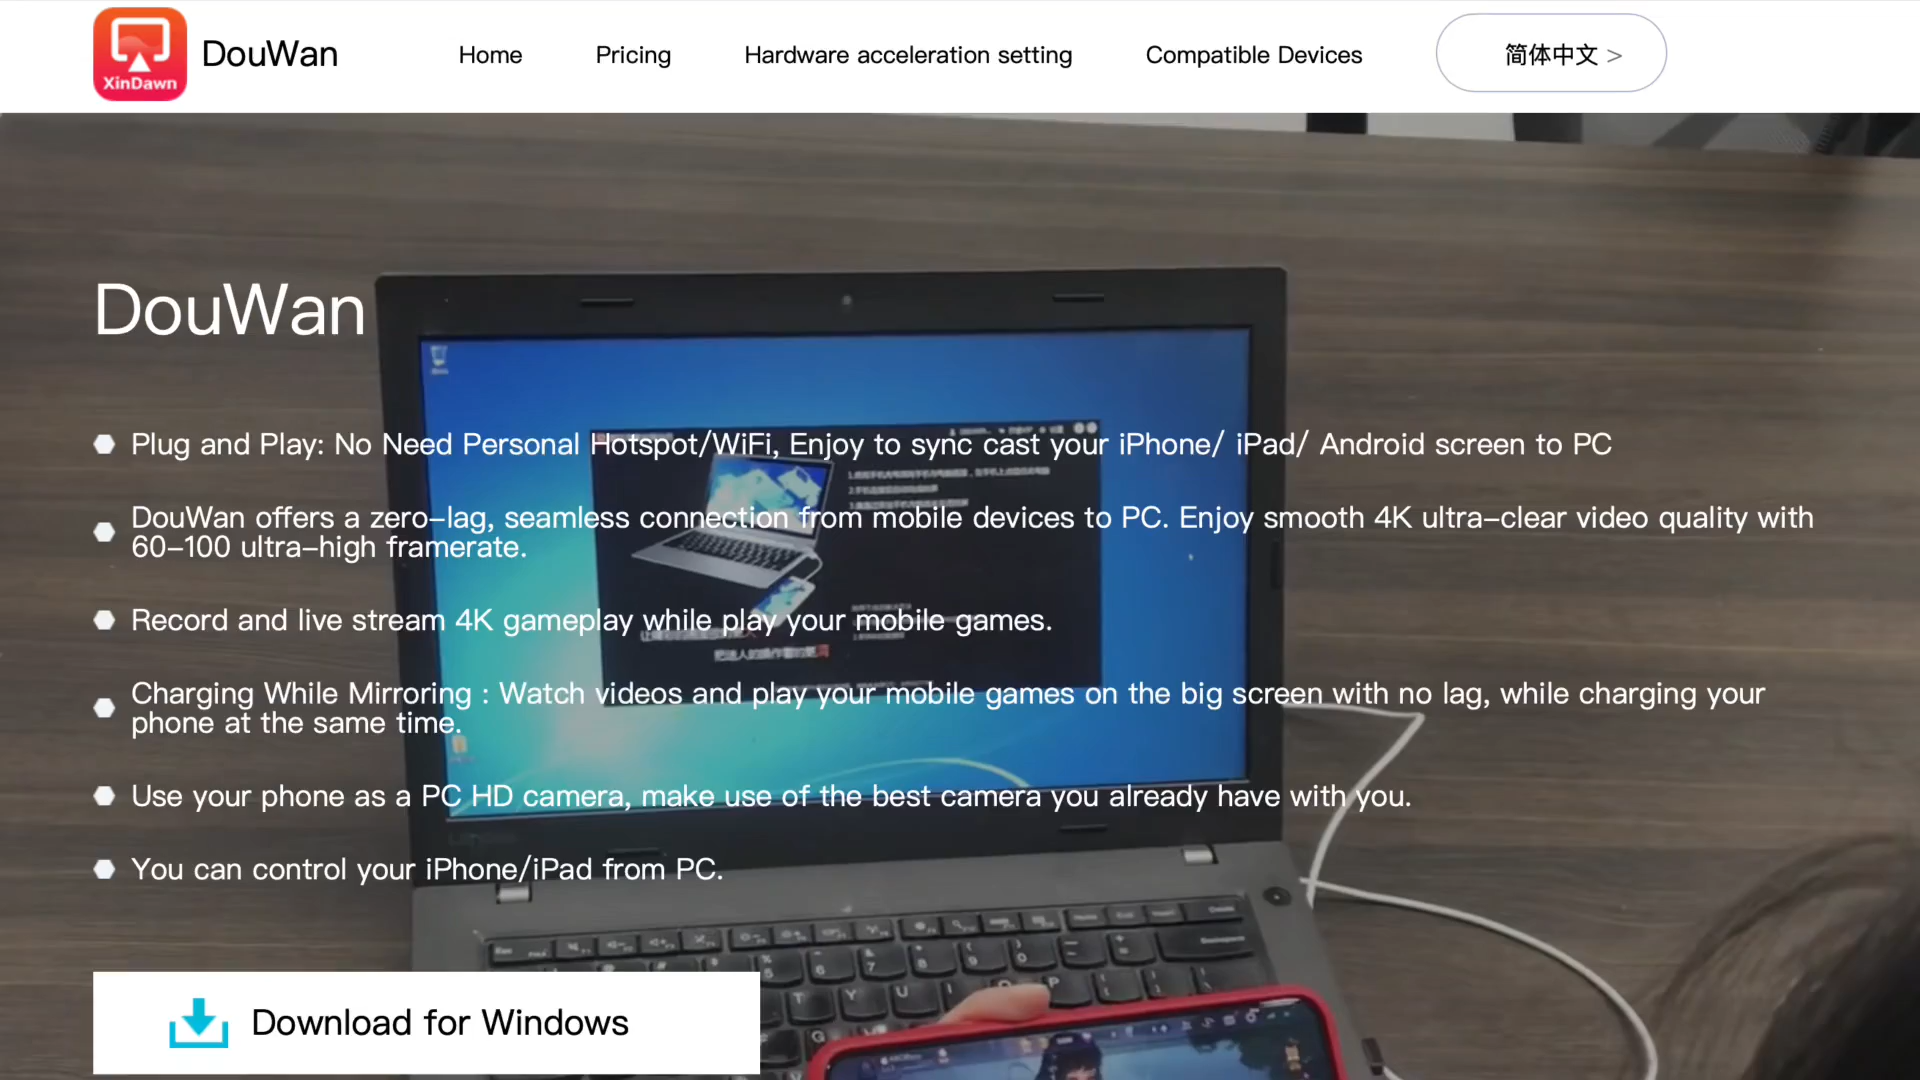 XinDawn
DouWan
Home
Pricing
Hardware acceleration setting
Compatible Devices
简体中文 >
DouWan
Plug and Play: No Need Personal Hotspot/WiFi, Enjoy to sync cast your iPhone/ iPad/ Android screen to PC
DouWan offers a zero-lag, seamless connection from mobile devices to PC. Enjoy smooth 4K ultra-clear video quality with
60-100 ultra-high framerate.
Record and live stream 4K gameplay while play your mobile games.
Charging While Mirroring : Watch videos and play your mobile games on the big screen with no lag, while charging your
phone at the same time.
Use your phone as a PC HD camera, make use of the best camera you already have with you.
You can control your iPhone/iPad from PC.
Download for Windows